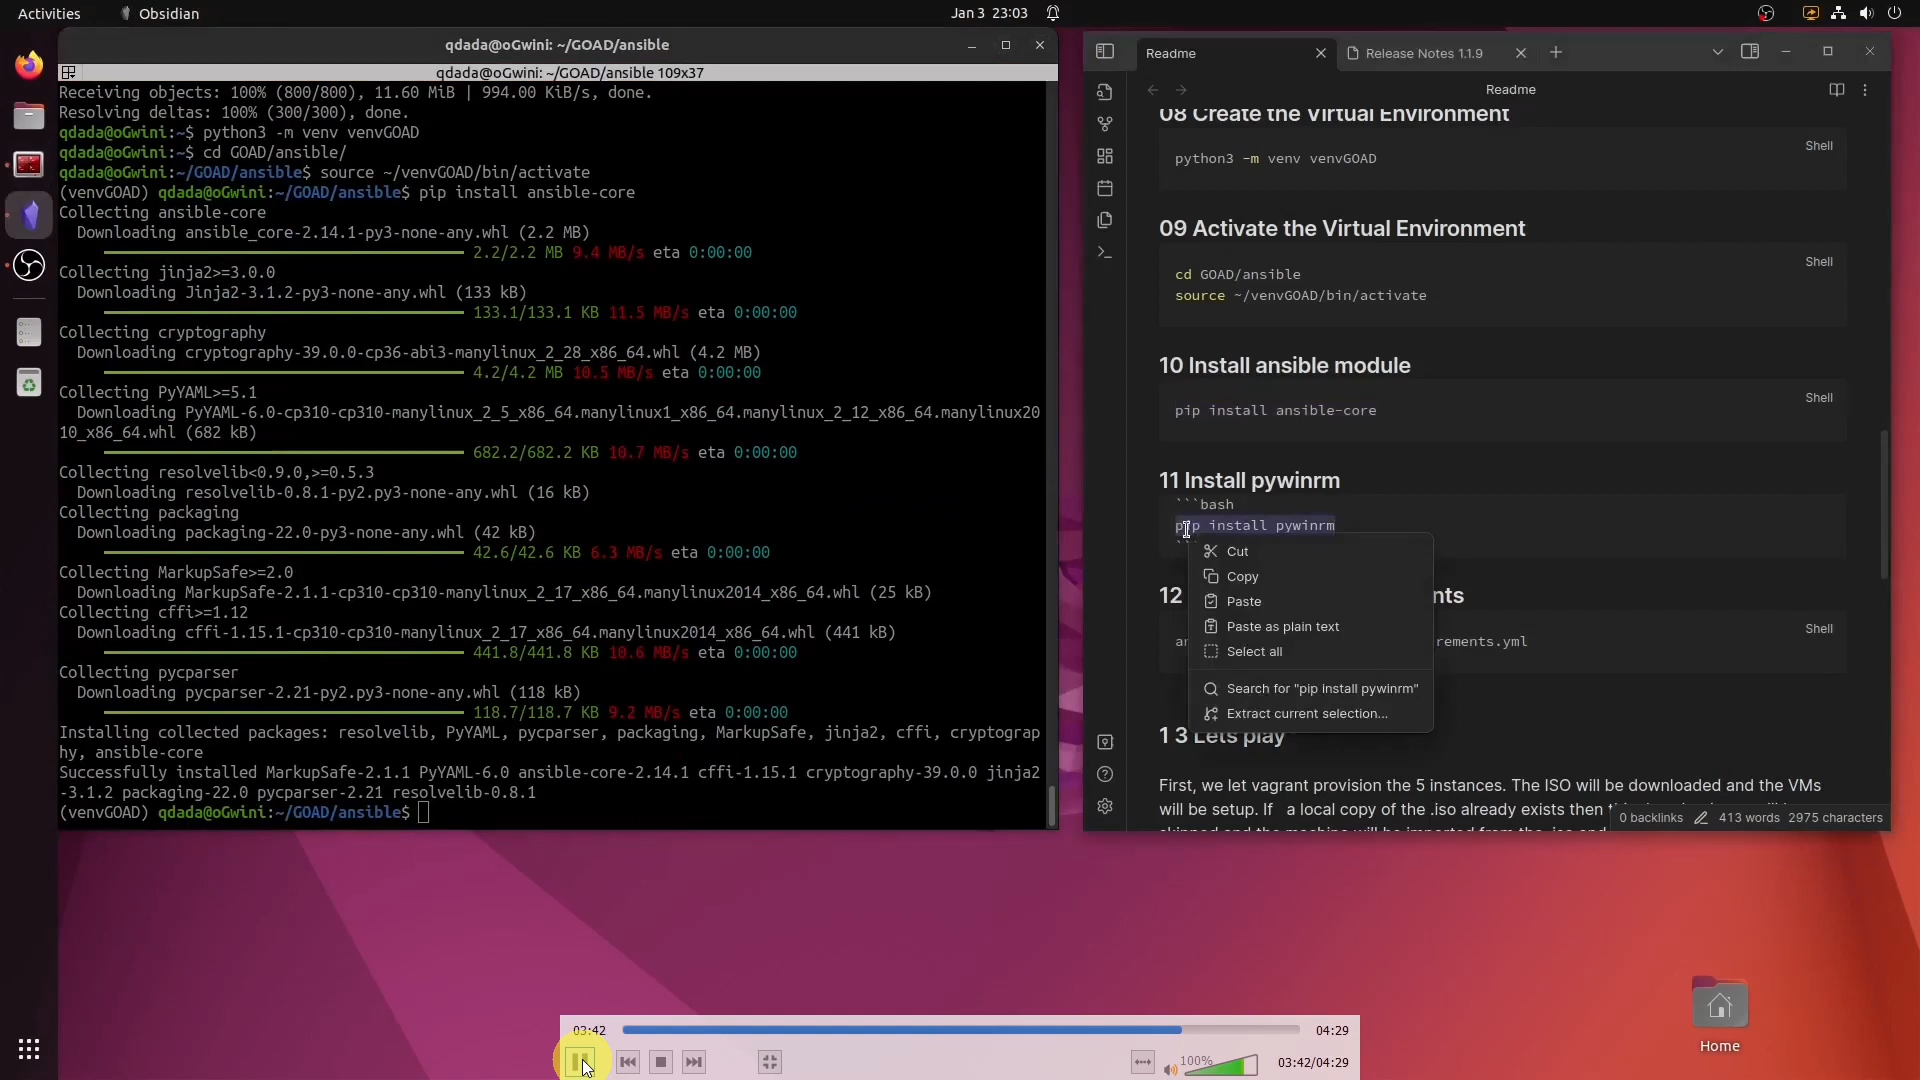 Activities
Obsidian
Jan 3 23:03
qdada@oGwini: ~/GOAD/ansible
qdada@oGwini: ~/GOAD/ansible 109x37
Receiving objects: 100% (800/800), 11.60 MiB | 994.00 KiB/s, done.
Resolving deltas: 100% (300/300), done.
qdada@oGwini:~$ python3 -m venv venvGOAD
qdada@oGwini:~$ cd GOAD/ansible/
qdada@oGwini:~/GOAD/ansible$ source ~/venvGOAD/bin/activate
(venvGOAD) qdada@oGwini:~/GOAD/ansible$ pip install ansible-core
Collecting ansible-core
Downloading ansible_core-2.14.1-py3-none-any.whl (2.2 MB)
2.2/2.2 MB 9.4 MB/s eta 0:00:00
Collecting jinja2>=3.0.0
Downloading Jinja2-3.1.2-py3-none-any.whl (133 kB)
133.1/133.1 KB 11.5 MB/s eta 0:00:00
Collecting cryptography
Downloading cryptography-39.0.0-cp36-abi3-manylinux_2_28_x86_64.whl (4.2 MB)
4.2/4.2 MB 10.5 MB/s eta 0:00:00
Collecting PyYAML>=5.1
Downloading PyYAML-6.0-cp310-cp310-manylinux_2_5_x86_64.manylinux1_x86_64.manylinux_2_12_x86_64.manylinux20
10_x86_64.whl (682 kB)
682.2/682.2 KB 10.7 MB/s eta 0:00:00
Collecting resolvelib<0.9.0,>=0.5.3
Downloading resolvelib-0.8.1-py2.py3-none-any.whl (16 kB)
Collecting packaging
Downloading packaging-22.0-py3-none-any.whl (42 kB)
42.6/42.6 KB 6.3 MB/s eta 0:00:00
Collecting MarkupSafe>=2.0
Downloading MarkupSafe-2.1.1-cp310-cp310-manylinux_2_17_x86_64.manylinux2014_x86_64.whl (25 kB)
Collecting cffi>=1.12
Downloading cffi-1.15.1-cp310-cp310-manylinux_2_17_x86_64.manylinux2014_x86_64.whl (441 kB)
441.8/441.8 KB 10.6 MB/s eta 0:00:00
Collecting pycparser
Downloading pycparser-2.21-py2.py3-none-any.whl (118 kB)
118.7/118.7 KB 9.2 MB/s eta 0:00:00
Installing collected packages: resolvelib, PyYAML, pycparser, packaging, MarkupSafe, jinja2, cffi, cryptograp
hy, ansible-core
Successfully installed MarkupSafe-2.1.1 PyYAML-6.0 ansible-core-2.14.1 cffi-1.15.1 cryptography-39.0.0 jinja2
-3.1.2 packaging-22.0 pycparser-2.21 resolvelib-0.8.1
(venvGOAD) qdada@oGwini:~/GOAD/ansible$
Readme
Release Notes 1.1.9
Readme
08 Create the Virtual Environment
Shell
python3 -m venv venvGOAD
09 Activate the Virtual Environment
Shell
cd GOAD/ansible
source ~/venvGOAD/bin/activate
10 Install ansible module
Shell
pip install ansible-core
11 Install pywinrm
```bash
pip install pywinrm
Cut
Copy
Paste
Paste as plain text
Select all
Search for "pip install pywinrm"
Extract current selection...
12 nts
Shell
an rements.yml
1 3 Lets play
First, we let vagrant provision the 5 instances. The ISO will be downloaded and the VMs
will be setup. If a local copy of the .iso already exists then
0 backlinks 413 words 2975 characters
Home
03:42
04:29
100%
03:42/04:29